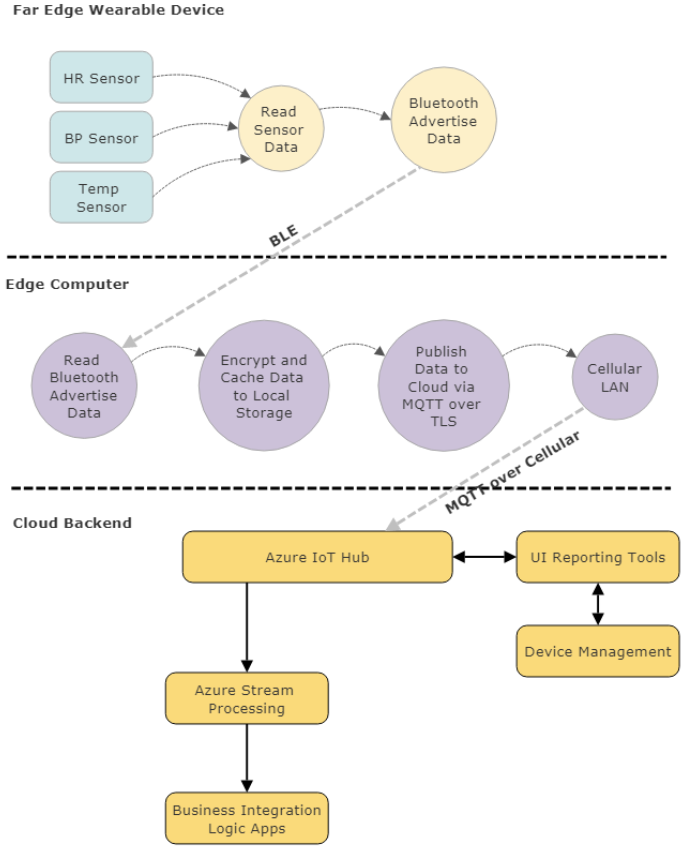 Far Edge Wearable Device
HR Sensor
BP Sensor
Temp
Sensor
Read
Sensor
Data
Bluetooth
Advertise
Data
BLE
Edge Computer
Read
Bluetooth
Advertise
Data
Encrypt and
Cache Data
to Local
Storage
Publish
Data to
Cloud via
MQTT over
TLS
Cellular
LAN
MQTT over Cellular
Cloud Backend
Azure IoT Hub
UI Reporting Tools
Device Management
Azure Stream
Processing
Business Integration
Logic Apps